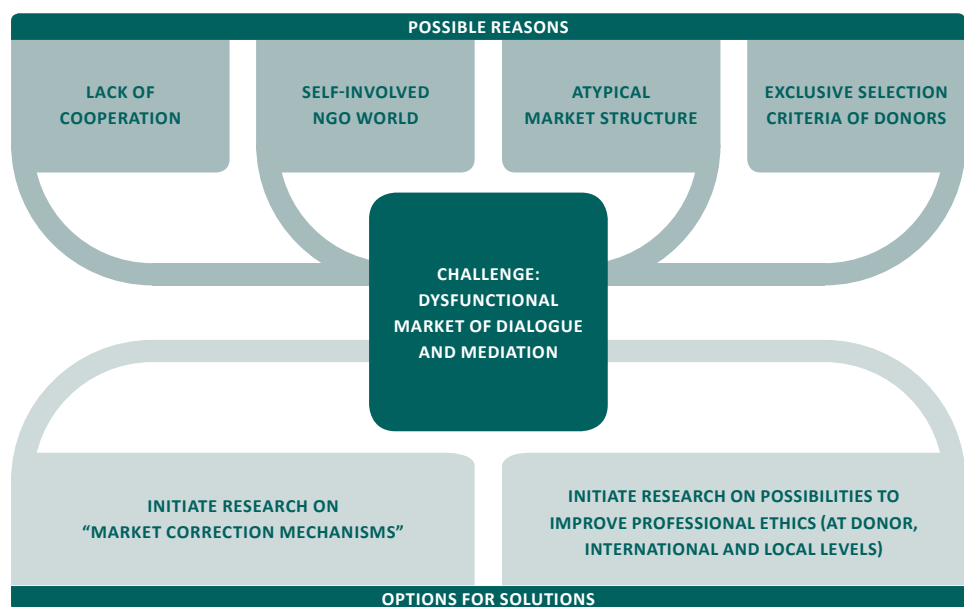 POSSIBLE REASONS
LACK OF
COOPERATION
SELF-INVOLVED
NGO WORLD
ATYPICAL
MARKET STRUCTURE
EXCLUSIVE SELECTION
CRITERIA OF DONORS
CHALLENGE:
DYSFUNCTIONAL
MARKET OF DIALOGUE
AND MEDIATION
INITIATE RESEARCH ON
“MARKET CORRECTION MECHANISMS”
INITIATE RESEARCH ON POSSIBILITIES TO
IMPROVE PROFESSIONAL ETHICS (AT DONOR,
INTERNATIONAL AND LOCAL LEVELS)
OPTIONS FOR SOLUTIONS